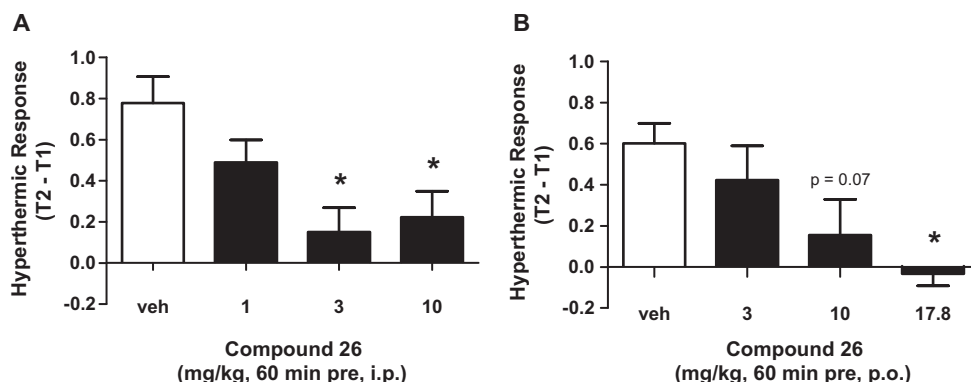 A
Hyperthermic Response
(T2 - T1)
1.0
0.8
0.6
0.4
0.2
0.0
-0.2
*
*
veh 1 3 10
Compound 26
(mg/kg, 60 min pre, i.p.)
B
Hyperthermic Response
(T2 - T1)
1.0
0.8
0.6
0.4
0.2
0.0
-0.2
p = 0.07
*
veh 3 10 17.8
Compound 26
(mg/kg, 60 min pre, p.o.)